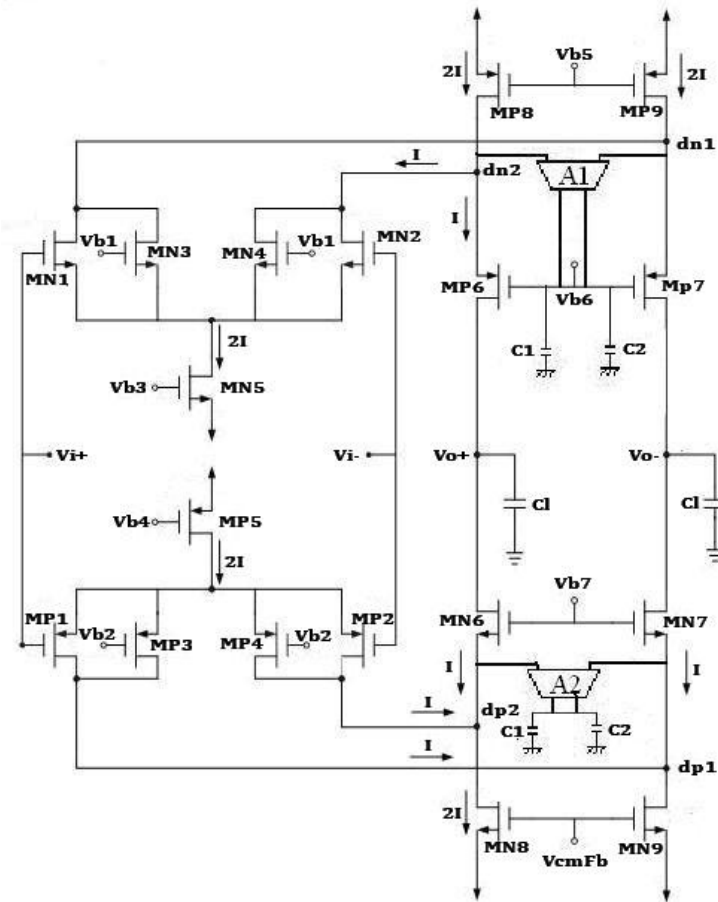 2I
Vb5
2I
MP8
MP9
dn1
I
dn2
A1
Vb1
Vb1
MN2
MN1
MN3
MN4
I
MP6
Vb6
Mp7
C1
C2
2I
Vb3
MN5
Vi+
Vi-
Vo+
Vo-
Vb4
MP5
Cl
Cl
2I
Vb7
MP1
MP2
MN6
MN7
Vb2
MP3
MP4
Vb2
I
I
A2
I
dp2
C1
C2
I
dp1
2I
MN8
MN9
VcmFb